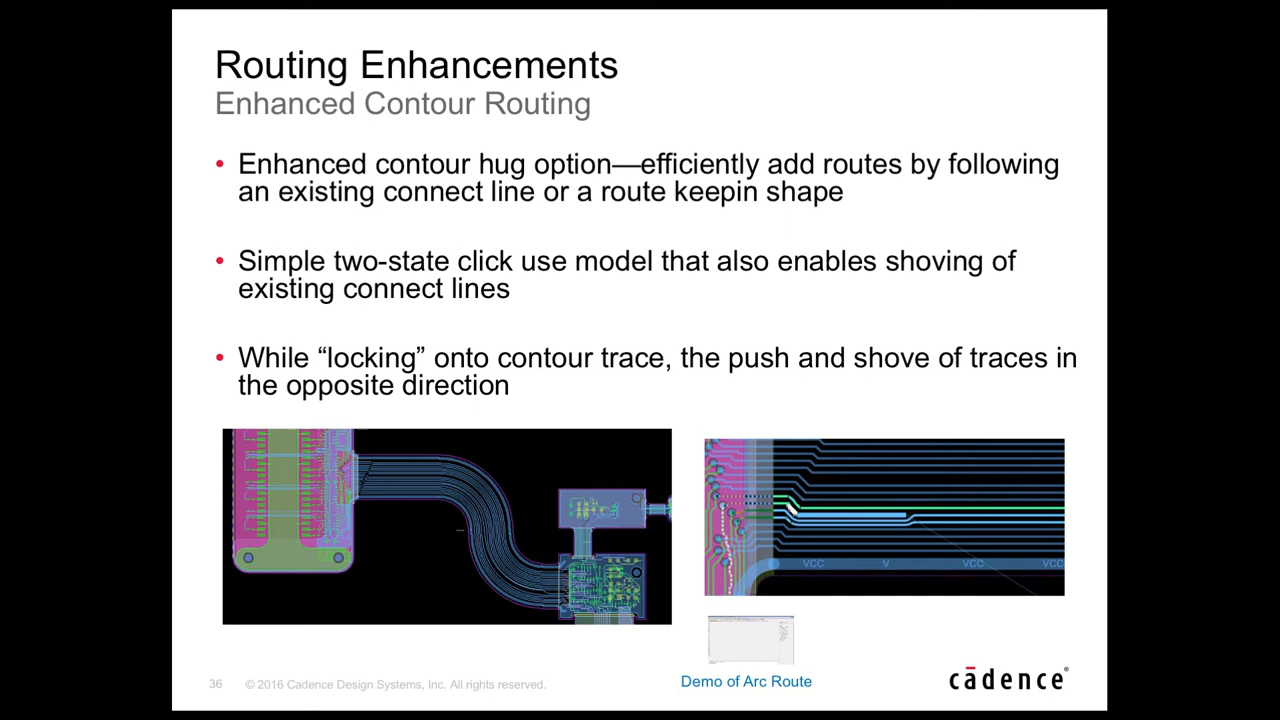 Routing Enhancements
Enhanced Contour Routing
• Enhanced contour hug option—efficiently add routes by following
an existing connect line or a route keepin shape
• Simple two-state click use model that also enables shoving of
existing connect lines
• While “locking” onto contour trace, the push and shove of traces in
the opposite direction
VCC V VCC VCC
36 © 2016 Cadence Design Systems, Inc. All rights reserved.
Demo of Arc Route
cādence®